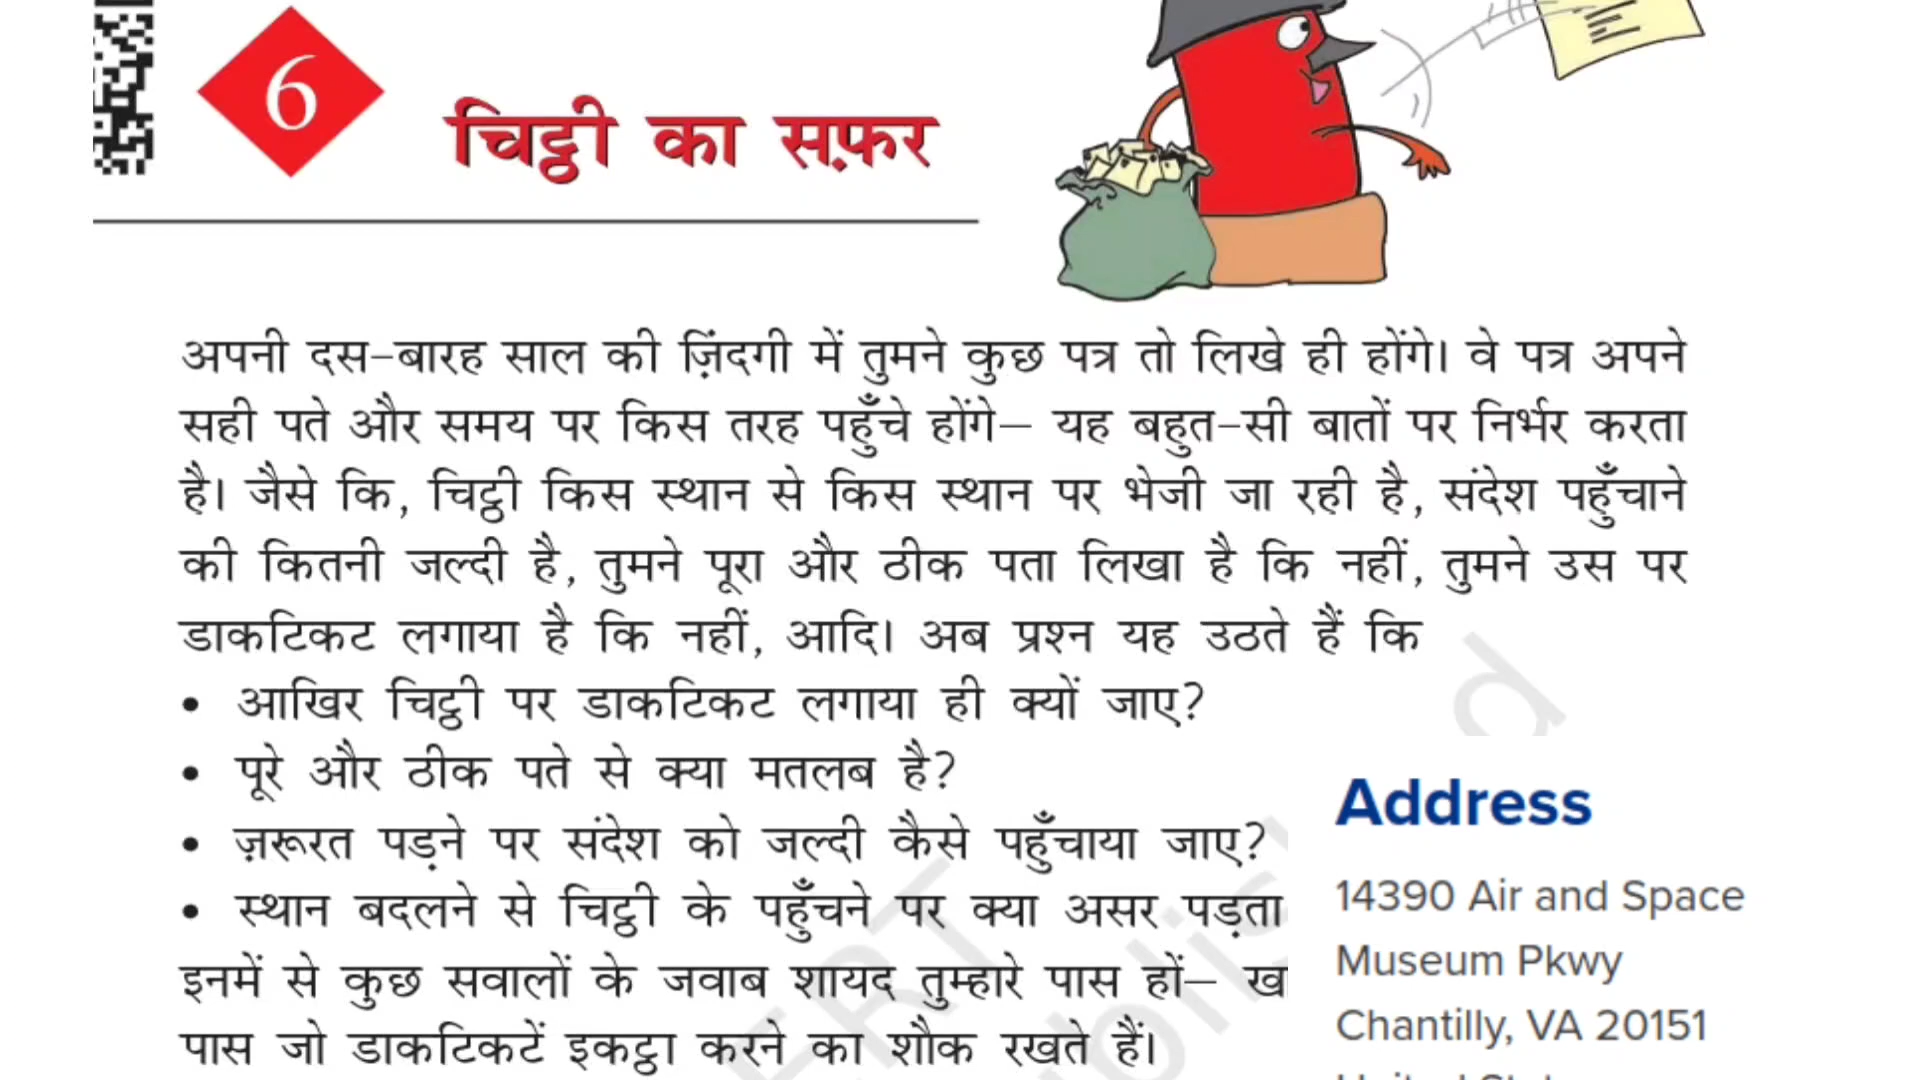 6
चिट्ठी का सफ़र
अपनी दस-बारह साल की ज़िंदगी में तुमने कुछ पत्र तो लिखे ही होंगे। वे पत्र अपने
सही पते और समय पर किस तरह पहुँचे होंगे– यह बहुत-सी बातों पर निर्भर करता
है। जैसे कि, चिट्ठी किस स्थान से किस स्थान पर भेजी जा रही है, संदेश पहुँचाने
की कितनी जल्दी है, तुमने पूरा और ठीक पता लिखा है कि नहीं, तुमने उस पर
डाकटिकट लगाया है कि नहीं, आदि। अब प्रश्न यह उठते हैं कि
• आखिर चिट्ठी पर डाकटिकट लगाया ही क्यों जाए?
• पूरे और ठीक पते से क्या मतलब है?
• ज़रूरत पड़ने पर संदेश को जल्दी कैसे पहुँचाया जाए?
• स्थान बदलने से चिट्ठी के पहुँचने पर क्या असर पड़ता
इनमें से कुछ सवालों के जवाब शायद तुम्हारे पास हों– ख
पास जो डाकटिकटें इकट्ठा करने का शौक रखते हैं।
Address
14390 Air and Space
Museum Pkwy
Chantilly, VA 20151